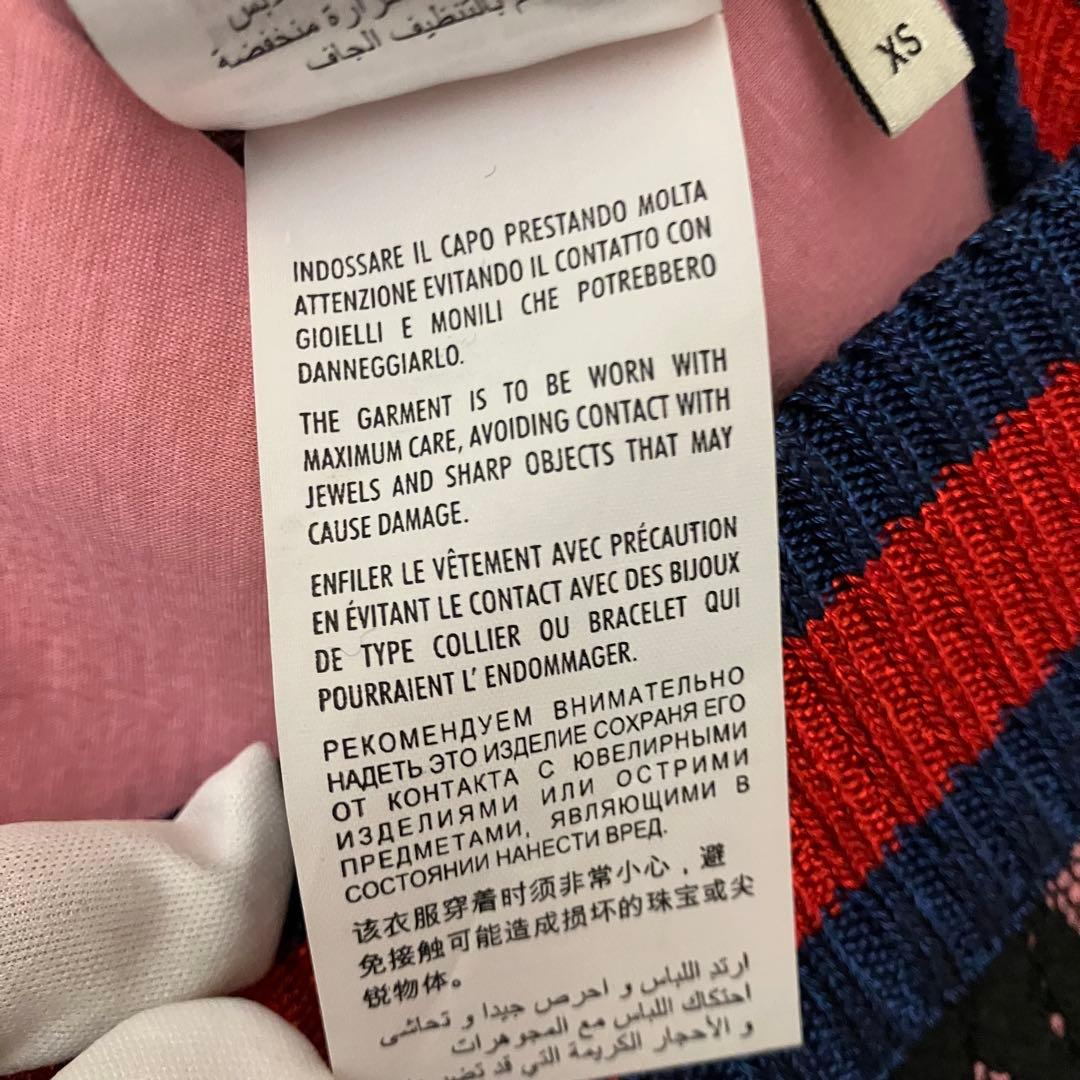 بالتنظيف الجاف
XS
INDOSSARE IL CAPO PRESTANDO MOLTA
ATTENZIONE EVITANDO IL CONTATTO CON
GIOIELLI E MONILI CHE POTREBBERO
DANNEGGIARLO.
THE GARMENT IS TO BE WORN WITH
MAXIMUM CARE, AVOIDING CONTACT WITH
JEWELS AND SHARP OBJECTS THAT MAY
CAUSE DAMAGE.
ENFILER LE VÊTEMENT AVEC PRÉCAUTION
EN ÉVITANT LE CONTACT AVEC DES BIJOUX
DE TYPE COLLIER OU BRACELET QUI
POURRAIENT L' ENDOMMAGER.
РЕКОМЕНДУЕМ ВНИМАТЕЛЬНО
НАДЕТЬ ЭТО ИЗДЕЛИЕ СОХРАНЯ ЕГО
ОТ КОНТАКТА С ЮВЕЛИРНЫМИ
ИЗДЕЛИЯМИ ИЛИ ОСТРИМИ
ПРЕДМЕТАМИ, ЯВЛЯЮЩИМИ В
СОСТОЯНИИ НАНЕСТИ ВРЕД.
该衣服穿着时须非常小心，避
免接触可能造成损坏的珠宝或尖
锐物体。
ارتد اللباس و احرص جيدا و تحاشى
احتكاك اللباس مع المجوهرات
و الأحجار الكريمة التي قد